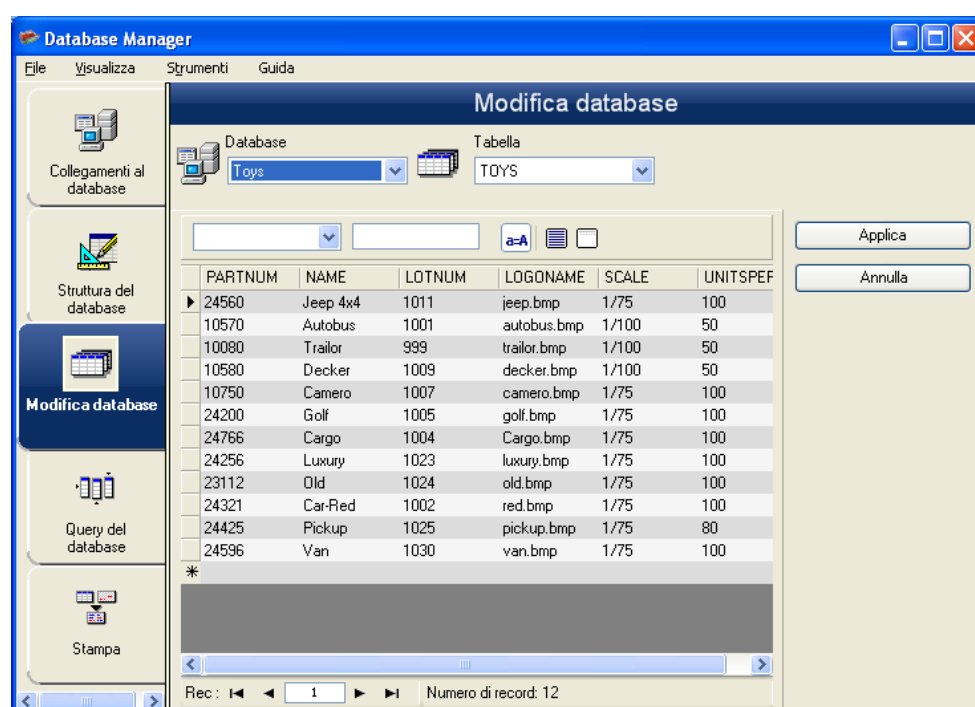 Database Manager
File Visualizza Strumenti Guida
Modifica database
Collegamenti al
database
Struttura del
database
Modifica database
Query del
database
Stampa
Database
Toys
Tabella
TOYS
a=A
Applica
Annulla
PARTNUM NAME LOTNUM LOGONAME SCALE UNITSPER
24560 Jeep 4x4 1011 jeep.bmp 1/75 100
10570 Autobus 1001 autobus.bmp 1/100 50
10080 Trailor 999 trailor.bmp 1/100 50
10580 Decker 1009 decker.bmp 1/100 50
10750 Camero 1007 camero.bmp 1/75 100
24200 Golf 1005 golf.bmp 1/75 100
24766 Cargo 1004 Cargo.bmp 1/75 100
24256 Luxury 1023 luxury.bmp 1/75 100
23112 Old 1024 old.bmp 1/75 100
24321 Car-Red 1002 red.bmp 1/75 100
24425 Pickup 1025 pickup.bmp 1/75 80
24596 Van 1030 van.bmp 1/75 100
Rec : 1 Numero di record: 12